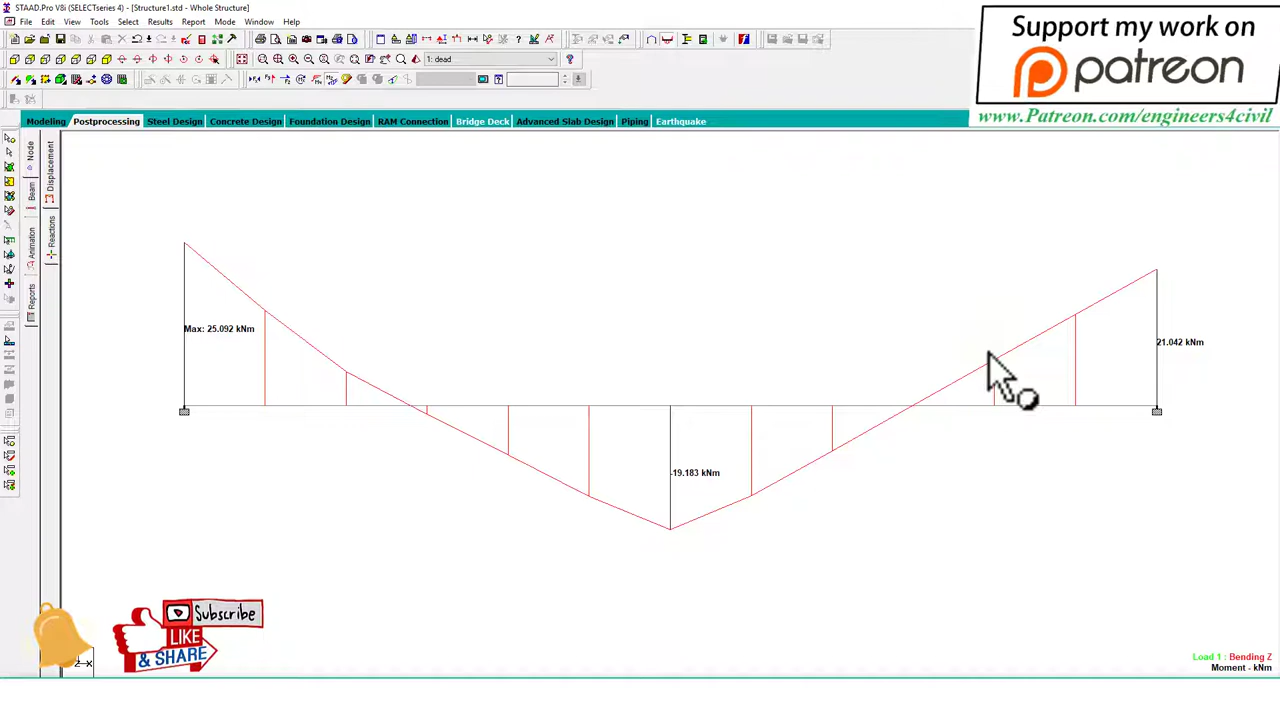 STAAD.Pro V8i (SELECTseries 4) - [Structure1.std - Whole Structure]
File Edit View Tools Select Results Report Mode Window Help
1: dead
Modeling Postprocessing Steel Design Concrete Design Foundation Design RAM Connection Bridge Deck Advanced Slab Design Piping Earthquake
Support my work on
patreon
www.Patreon.com/engineers4civil
Node
Beam
Animation
Reports
Displacement
Reactions
Max: 25.092 kNm
21.042 kNm
-19.183 kNm
Subscribe
LIKE
& SHARE
Load 1 : Bending Z
Moment - kNm